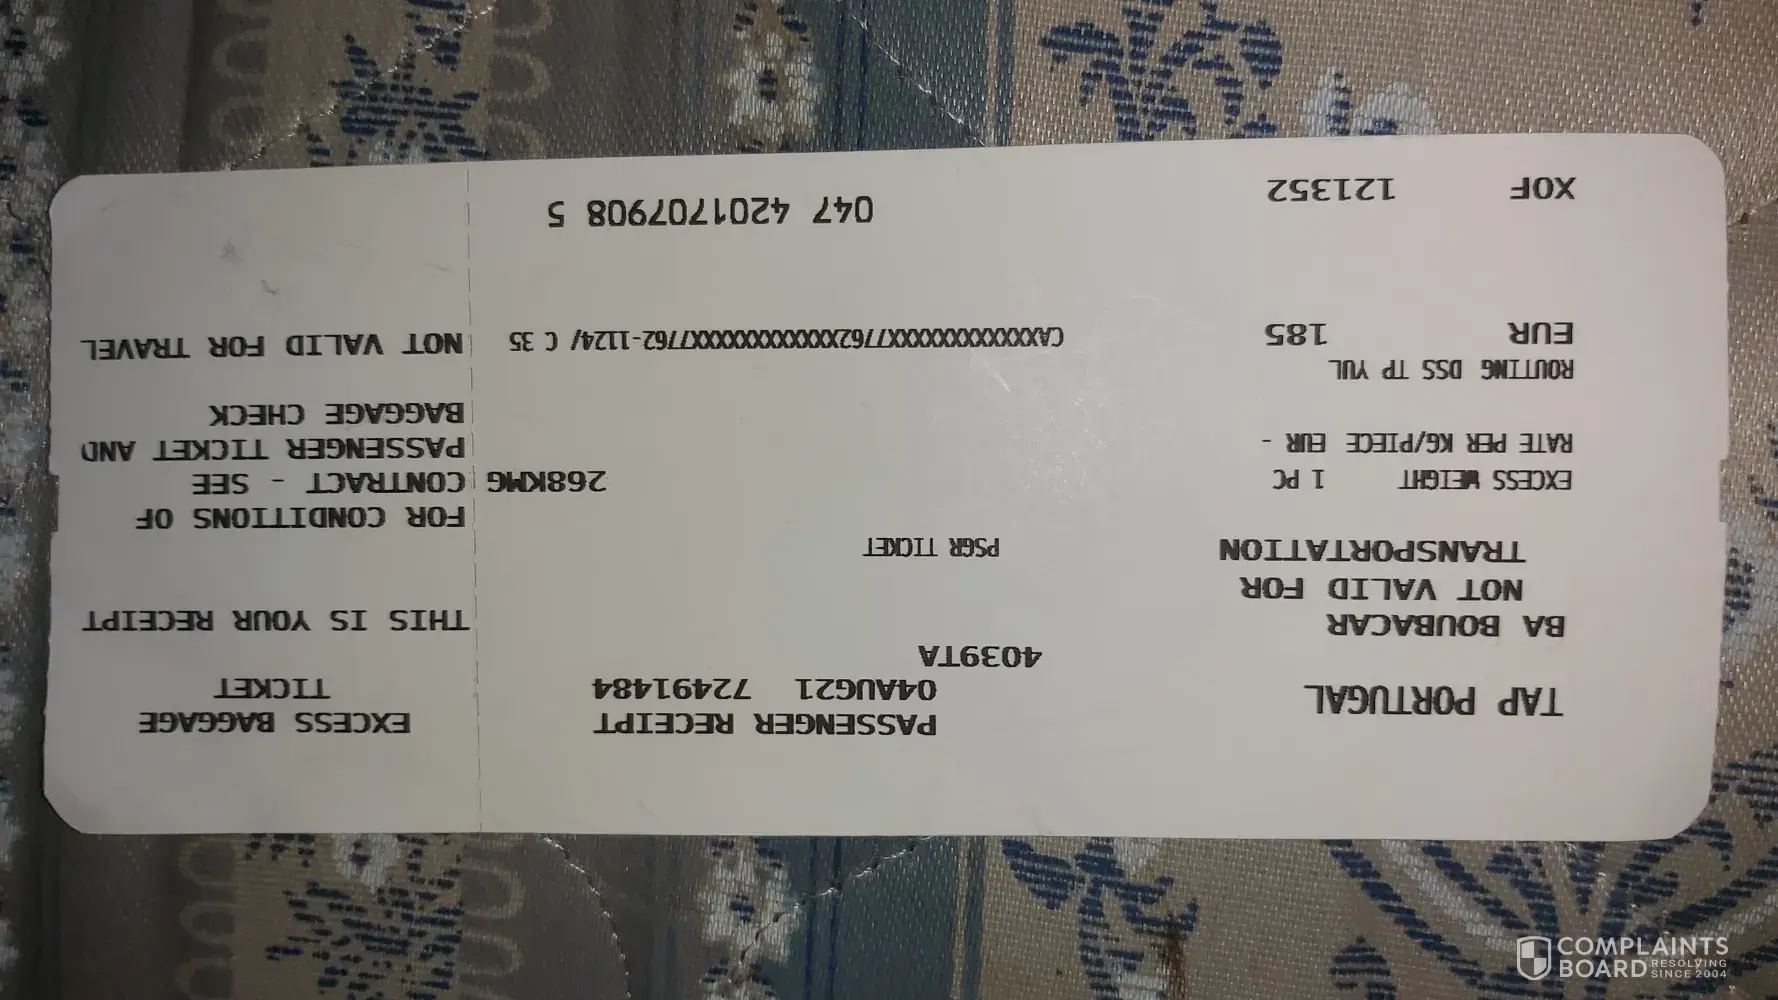 TAP PORTUGAL
BA BOUBACAR
NOT VALID FOR
TRANSPORTATION
EXCESS WEIGHT 1 PC
RATE PER KG/PIECE EUR -
ROUTING DSS TP YUL
EUR 185
XOF 121352
PASSENGER RECEIPT
04AUG21 72491484
4039TA
PSGR TICKET
268KMG
CAXXXXXXXXXXXXX7762XXXXXXXXXXXXX7762-1124/ C 35
047 4201707908 5
EXCESS BAGGAGE
TICKET
THIS IS YOUR RECEIPT
FOR CONDITIONS OF
CONTRACT - SEE
PASSENGER TICKET AND
BAGGAGE CHECK
NOT VALID FOR TRAVEL
COMPLAINTS
BOARD RESOLVING
SINCE 2004